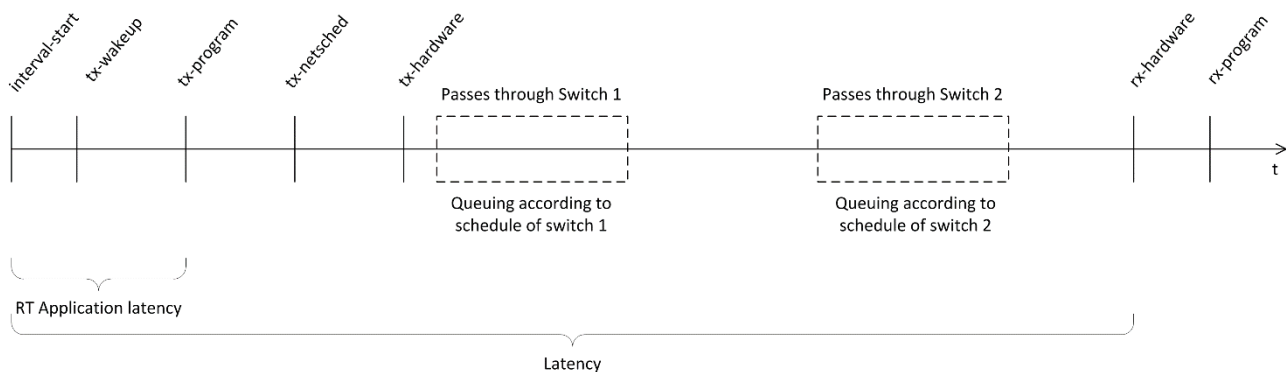 interval-start
tx-wakeup
tx-program
tx-netsched
tx-hardware
rx-hardware
rx-program
Passes through Switch 1
Passes through Switch 2
t
Queuing according to
schedule of switch 1
Queuing according to
schedule of switch 2
RT Application latency
Latency